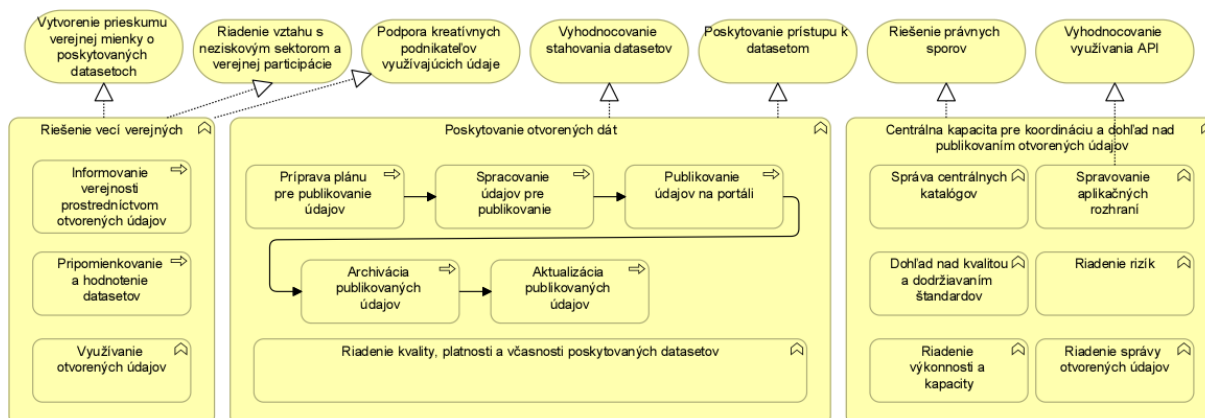 Vytvorenie prieskumu
verejnej mienky o
poskytovaných
datasetoch
Riadenie vztahu s
neziskovým sektorom a
verejnej participácie
Podpora kreatívnych
podnikateľov
využívajúcich údaje
Vyhodnocovanie
stahovania datasetov
Poskytovanie prístupu k
datasetom
Riešenie právnych
sporov
Vyhodnocovanie
využívania API
Riešenie vecí verejných
Informovanie
verejnosti
prostredníctvom
otvorených údajov
Pripomienkovanie
a hodnotenie
datasetov
Využívanie
otvorených údajov
Poskytovanie otvorených dát
Príprava plánu
pre publikovanie
údajov
Spracovanie
údajov pre
publikovanie
Publikovanie
údajov na portáli
Archivácia
publikovaných
údajov
Aktualizácia
publikovaných
údajov
Riadenie kvality, platnosti a včasnosti poskytovaných datasetov
Centrálna kapacita pre koordináciu a dohľad nad
publikovaním otvorených údajov
Správa centrálnych
katalógov
Spravovanie
aplikačných
rozhraní
Dohľad nad kvalitou
a dodržiavaním
štandardov
Riadenie rizík
Riadenie
výkonnosti a
kapacity
Riadenie správy
otvorených údajov